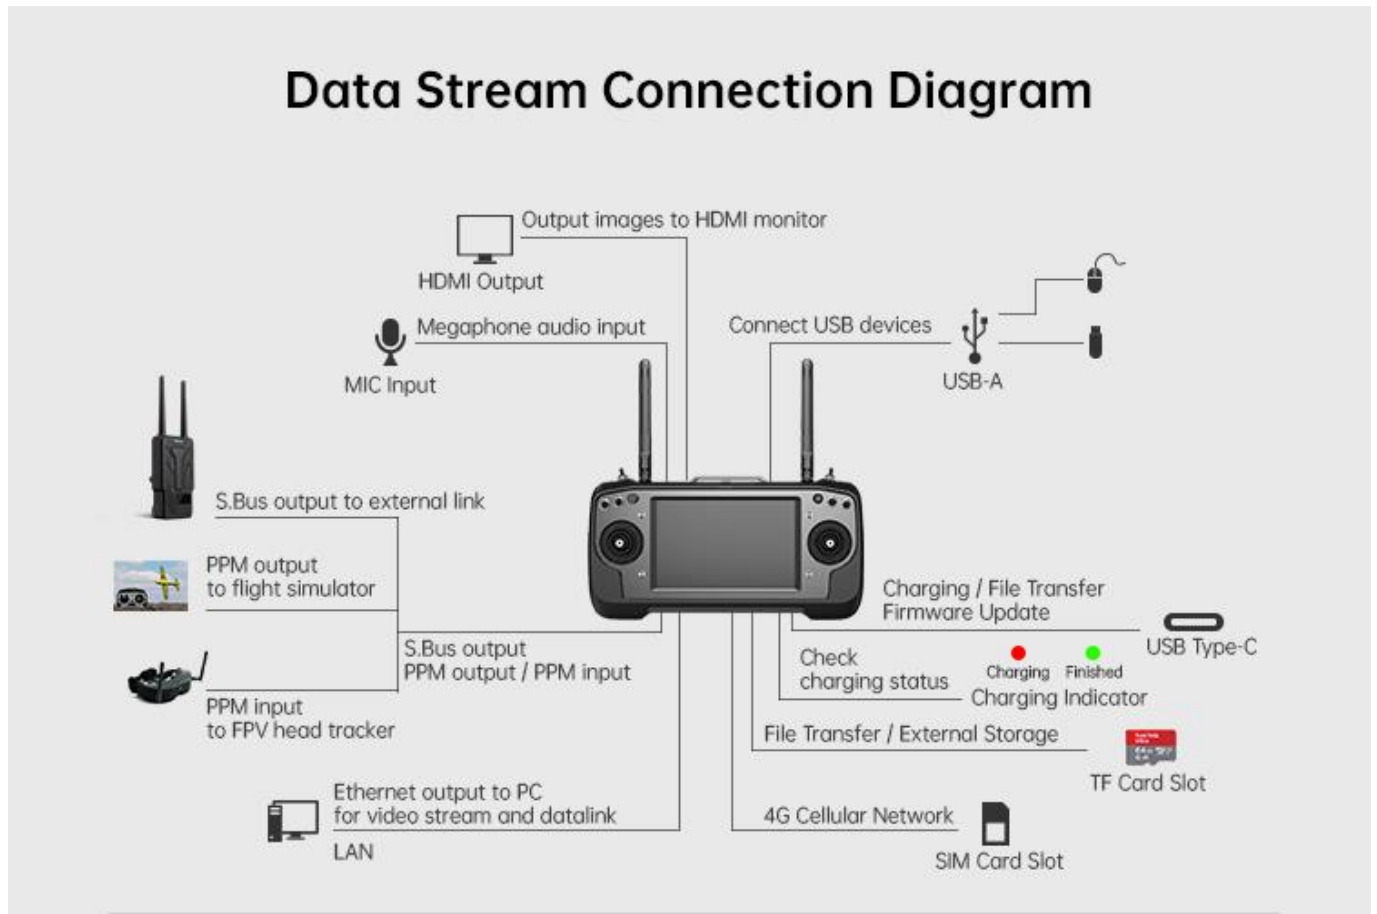 Data Stream Connection Diagram
Output images to HDMI monitor
HDMI Output
Megaphone audio input
MIC Input
Connect USB devices
USB-A
S.Bus output to external link
PPM output
to flight simulator
S.Bus output
PPM output / PPM input
PPM input
to FPV head tracker
Charging / File Transfer
Firmware Update
USB Type-C
Check
charging status
Charging
Finished
Charging Indicator
File Transfer / External Storage
TF Card Slot
Ethernet output to PC
for video stream and datalink
LAN
4G Cellular Network
SIM Card Slot